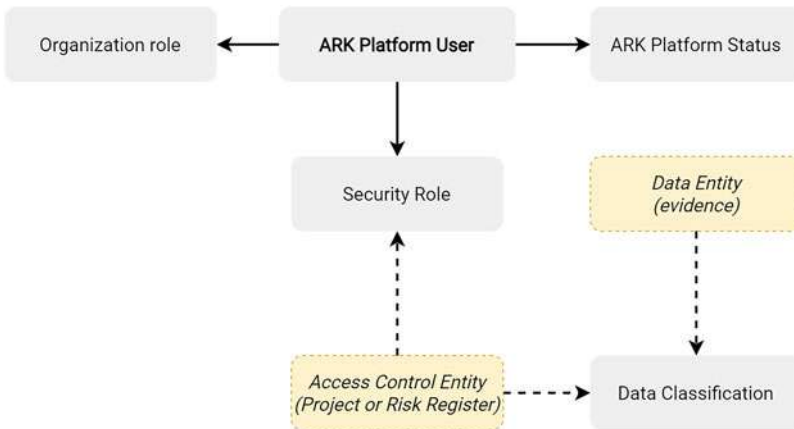 Organization role
ARK Platform User
ARK Platform Status
Security Role
Data Entity
(evidence)
Access Control Entity
(Project or Risk Register)
Data Classification